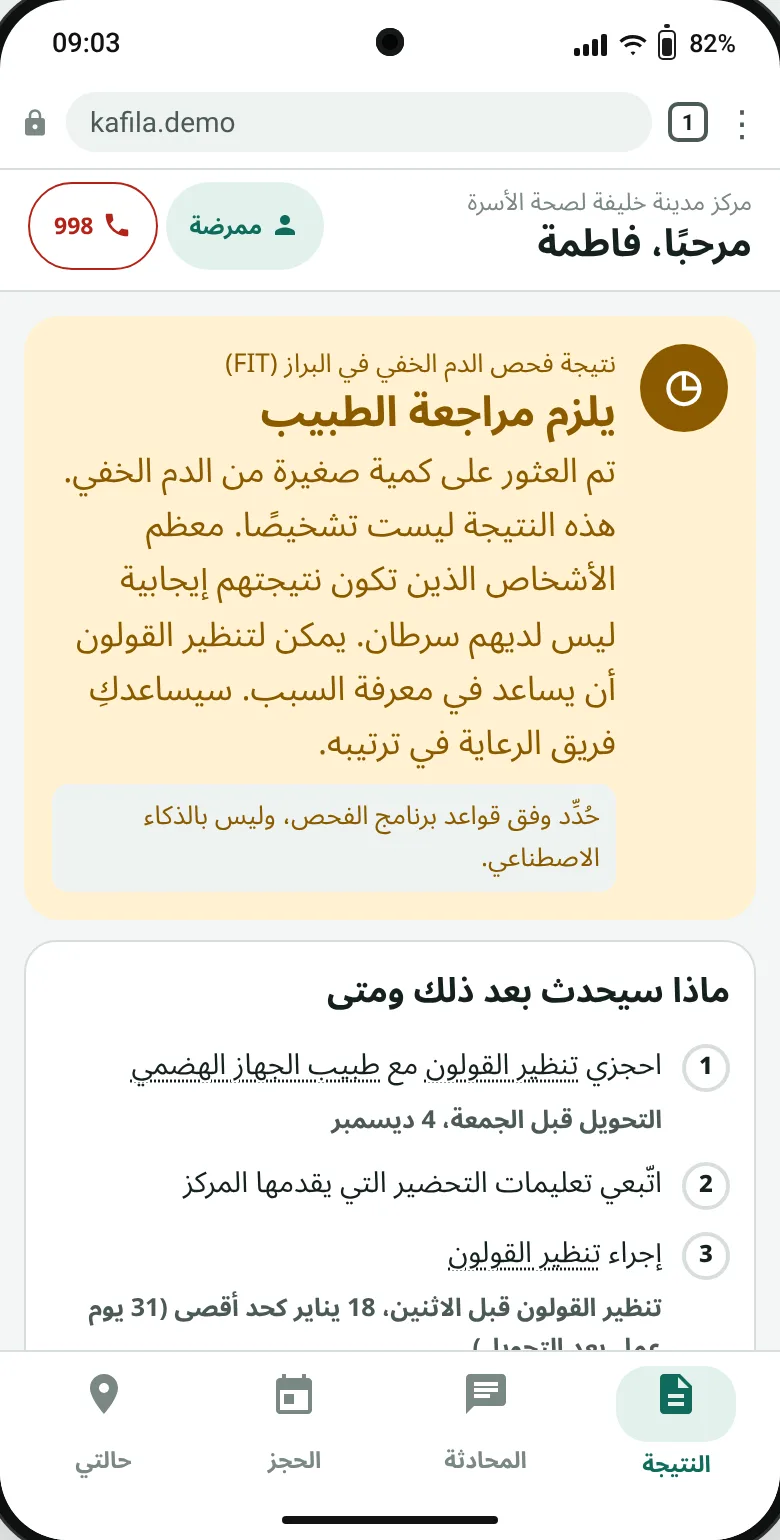 09:03
82%
kafila.demo
1
مركز مدينة خليفة لصحة الأسرة
مرحبًا، فاطمة
ممرضة
998
نتيجة فحص الدم الخفي في البراز (FIT)
يلزم مراجعة الطبيب
تم العثور على كمية صغيرة من الدم الخفي.
هذه النتيجة ليست تشخيصًا. معظم
الأشخاص الذين تكون نتيجتهم إيجابية
ليس لديهم سرطان. يمكن لتنظير القولون
أن يساعد في معرفة السبب. سيساعدكِ
فريق الرعاية في ترتيبه.
حُدِّد وفق قواعد برنامج الفحص، وليس بالذكاء
الاصطناعي.
ماذا سيحدث بعد ذلك ومتى
1 احجزي تنظير القولون مع طبيب الجهاز الهضمي
التحويل قبل الجمعة، 4 ديسمبر
2 اتّبعي تعليمات التحضير التي يقدمها المركز
3 إجراء تنظير القولون
تنظير القولون قبل الاثنين، 18 يناير كحد أقصى (31 يوم
عمل بعد التحويل)
النتيجة
المحادثة
الحجز
حالتي